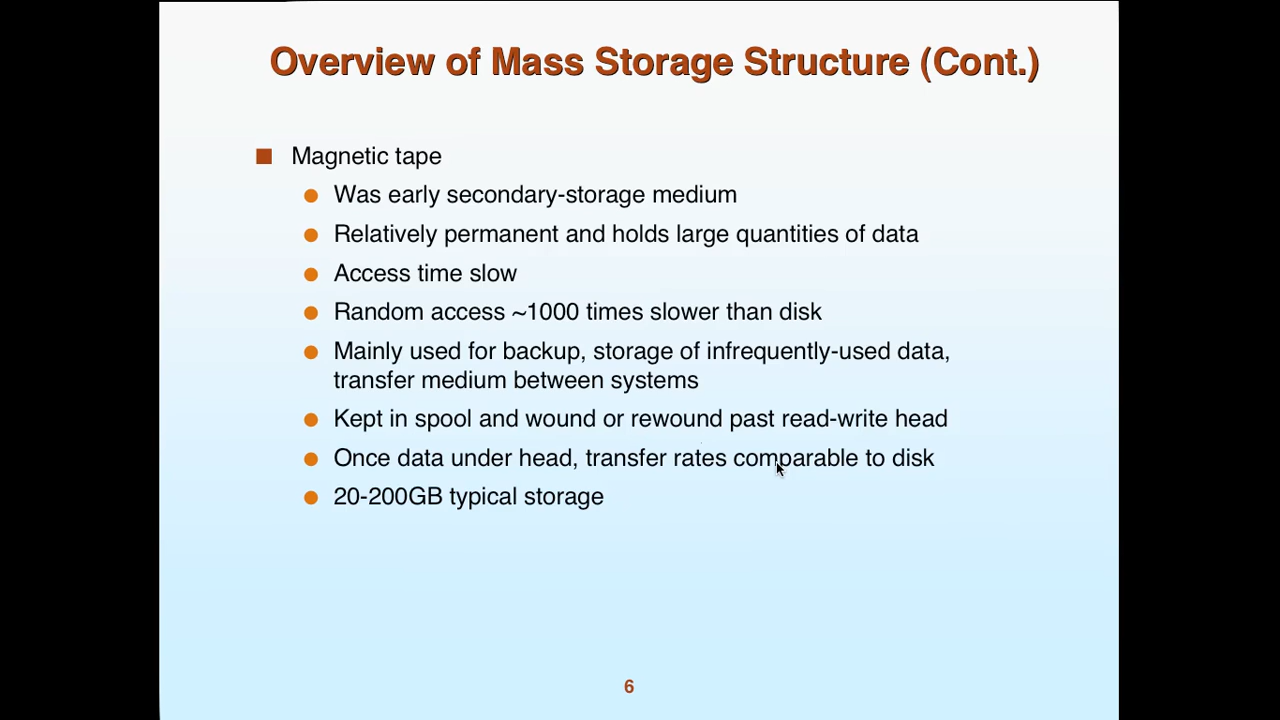 Overview of Mass Storage Structure (Cont.)
Magnetic tape
Was early secondary-storage medium
Relatively permanent and holds large quantities of data
Access time slow
Random access ~1000 times slower than disk
Mainly used for backup, storage of infrequently-used data,
transfer medium between systems
Kept in spool and wound or rewound past read-write head
Once data under head, transfer rates comparable to disk
20-200GB typical storage
6